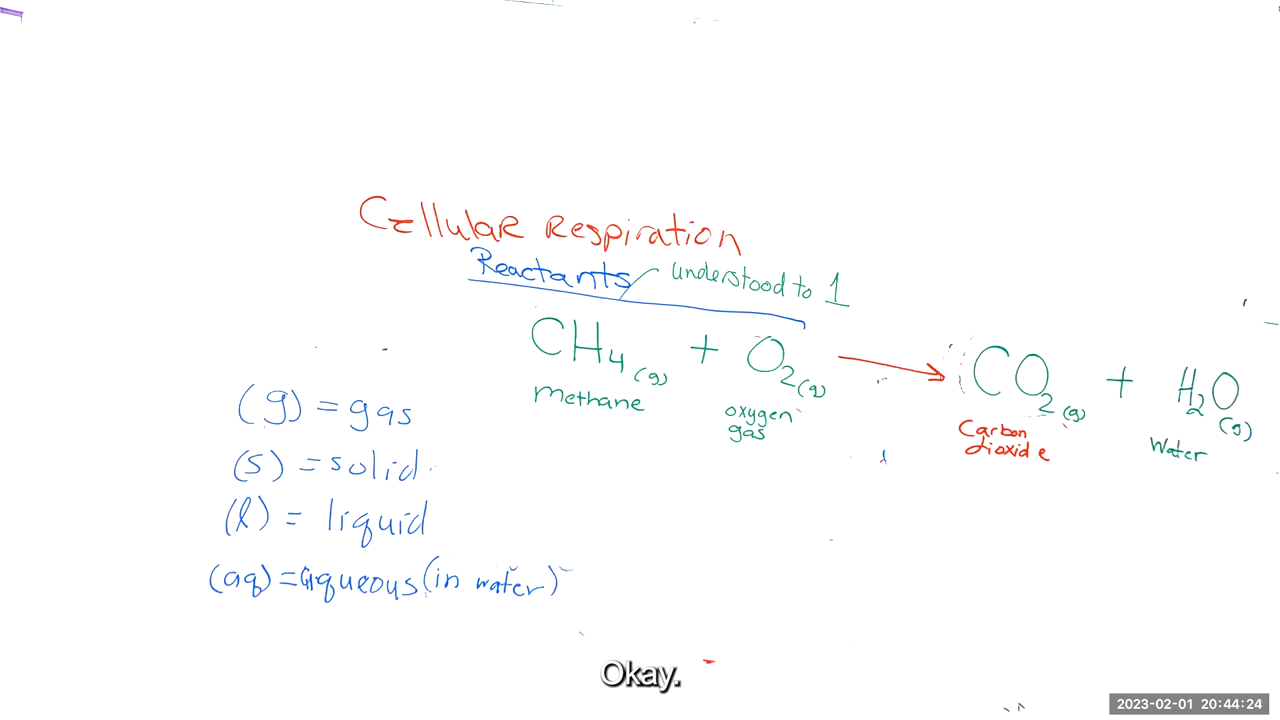 Cellular Respiration
Reactants understood to 1
CH4(g) + O2(g) → CO2(g) + H2O(g)
methane oxygen gas Carbon dioxide Water
(g) = gas
(s) = solid
(l) = liquid
(aq) = aqueous (in water)
Okay.
2023-02-01 20:44:24